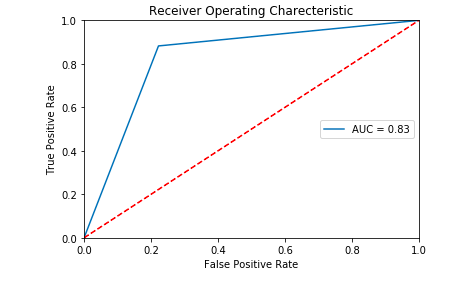 Receiver Operating Charecteristic
1.0
0.8
0.6
0.4
0.2
0.0
True Positive Rate
AUC = 0.83
0.0 0.2 0.4 0.6 0.8 1.0
False Positive Rate